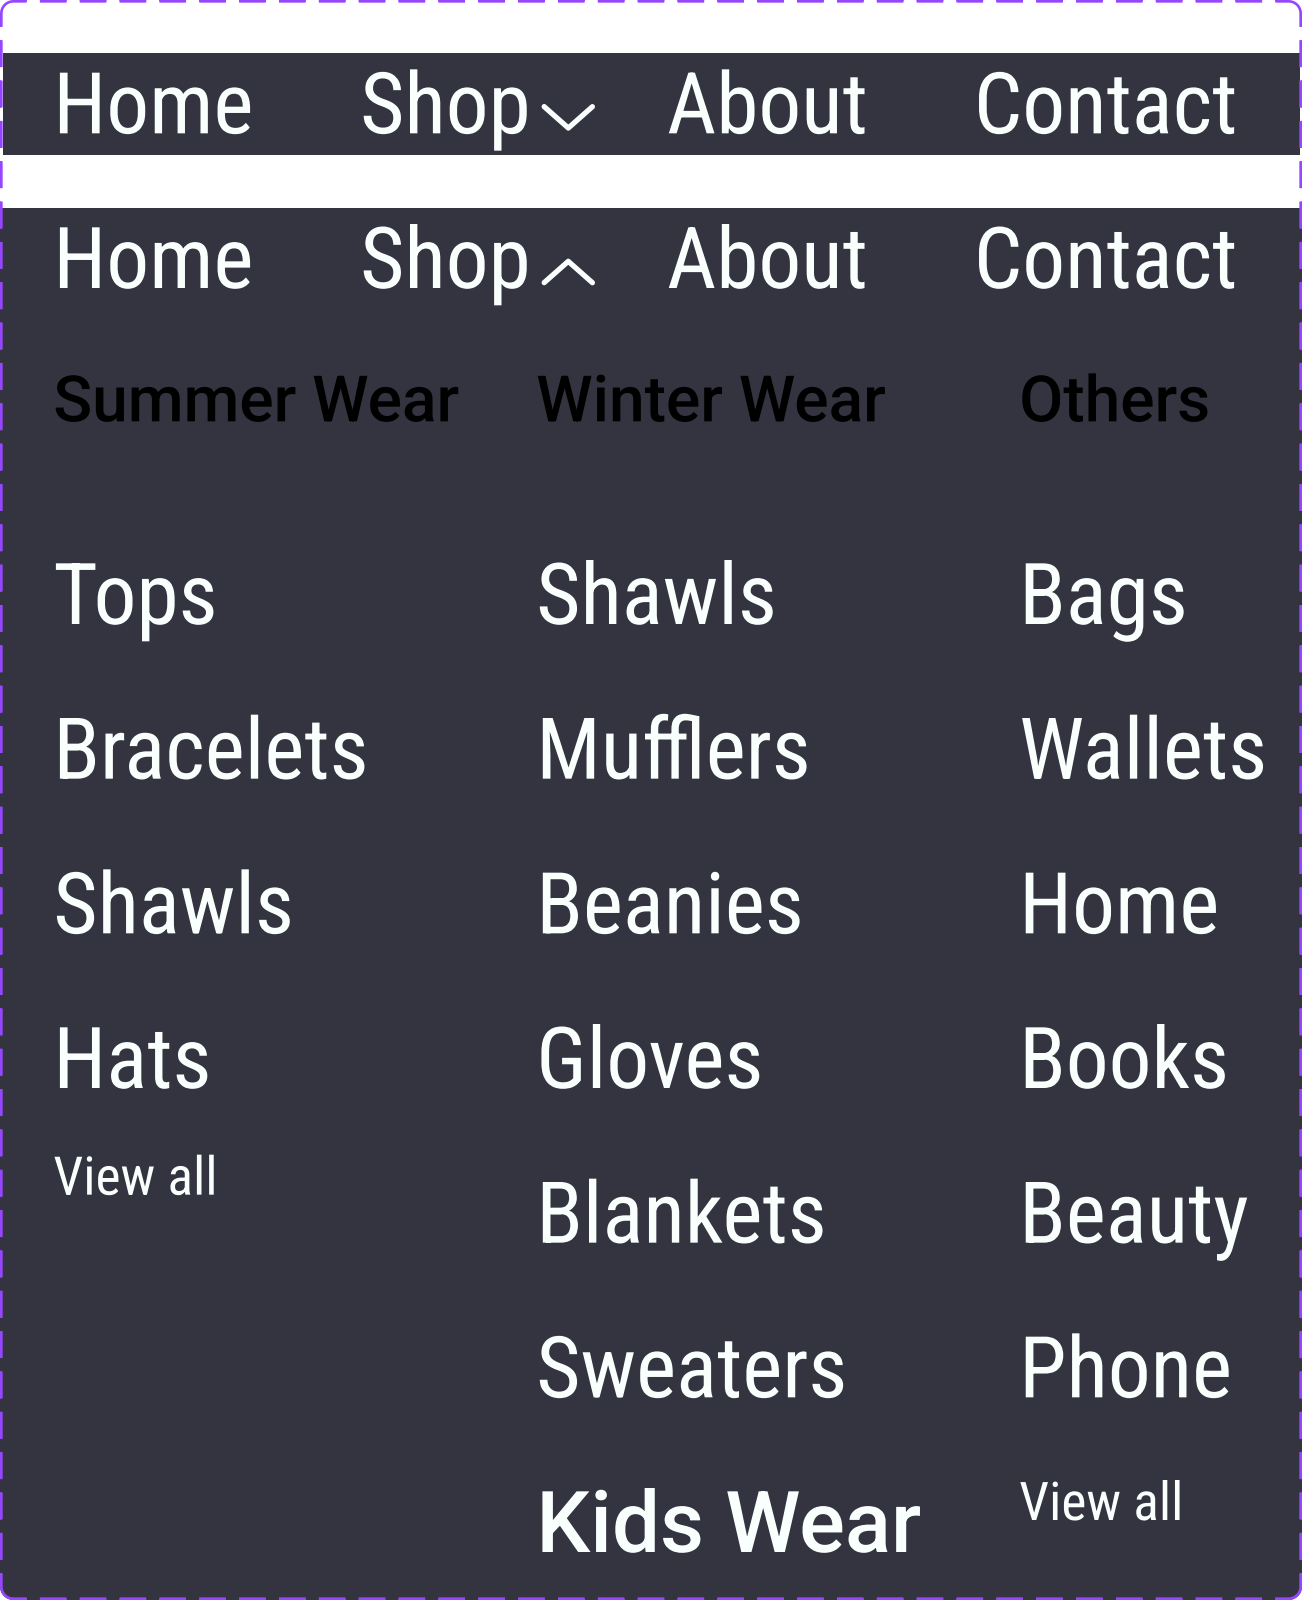 Home Shop About Contact
Home Shop About Contact
Summer Wear Winter Wear Others
Tops Shawls Bags
Bracelets Mufflers Wallets
Shawls Beanies Home
Hats Gloves Books
View all
Blankets Beauty
Sweaters Phone
Kids Wear View all